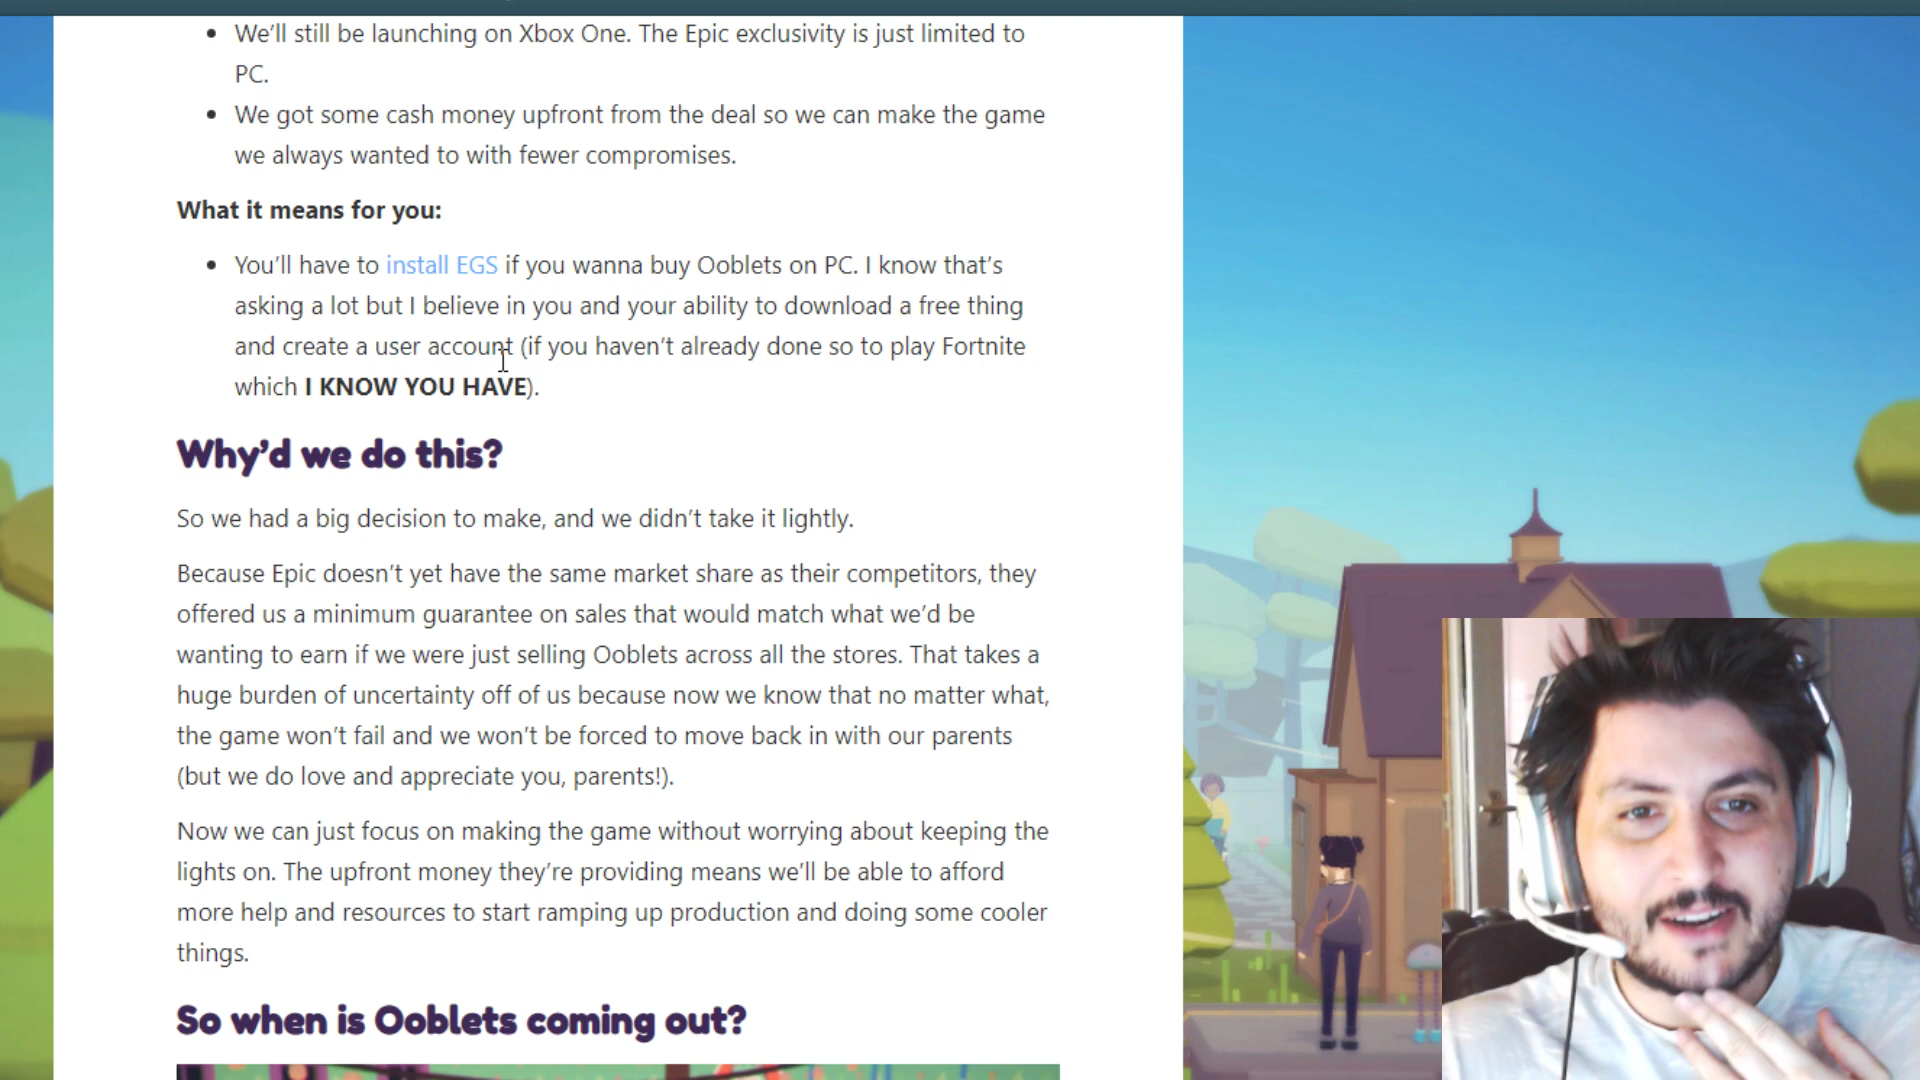 We'll still be launching on Xbox One. The Epic exclusivity is just limited to
PC.
We got some cash money upfront from the deal so we can make the game
we always wanted to with fewer compromises.
What it means for you:
You'll have to install EGS if you wanna buy Ooblets on PC. I know that's
asking a lot but I believe in you and your ability to download a free thing
and create a user account (if you haven't already done so to play Fortnite
which I KNOW YOU HAVE).
Why'd we do this?
So we had a big decision to make, and we didn't take it lightly.
Because Epic doesn't yet have the same market share as their competitors, they
offered us a minimum guarantee on sales that would match what we'd be
wanting to earn if we were just selling Ooblets across all the stores. That takes a
huge burden of uncertainty off of us because now we know that no matter what,
the game won't fail and we won't be forced to move back in with our parents
(but we do love and appreciate you, parents!).
Now we can just focus on making the game without worrying about keeping the
lights on. The upfront money they're providing means we'll be able to afford
more help and resources to start ramping up production and doing some cooler
things.
So when is Ooblets coming out?